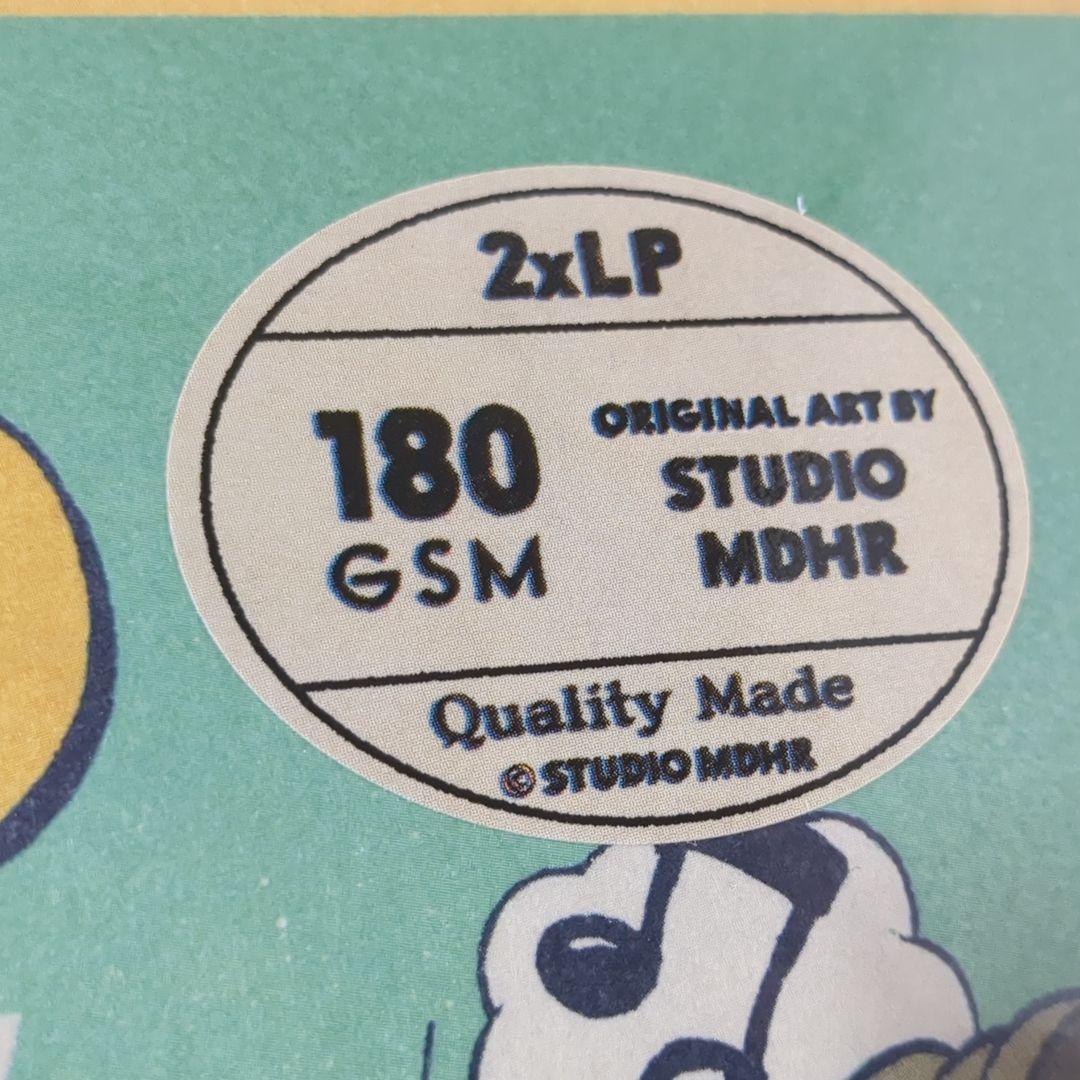 2xLP
180
GSM
ORIGINAL ART BY
STUDIO
MDHR
Quality Made
© STUDIO MDHR